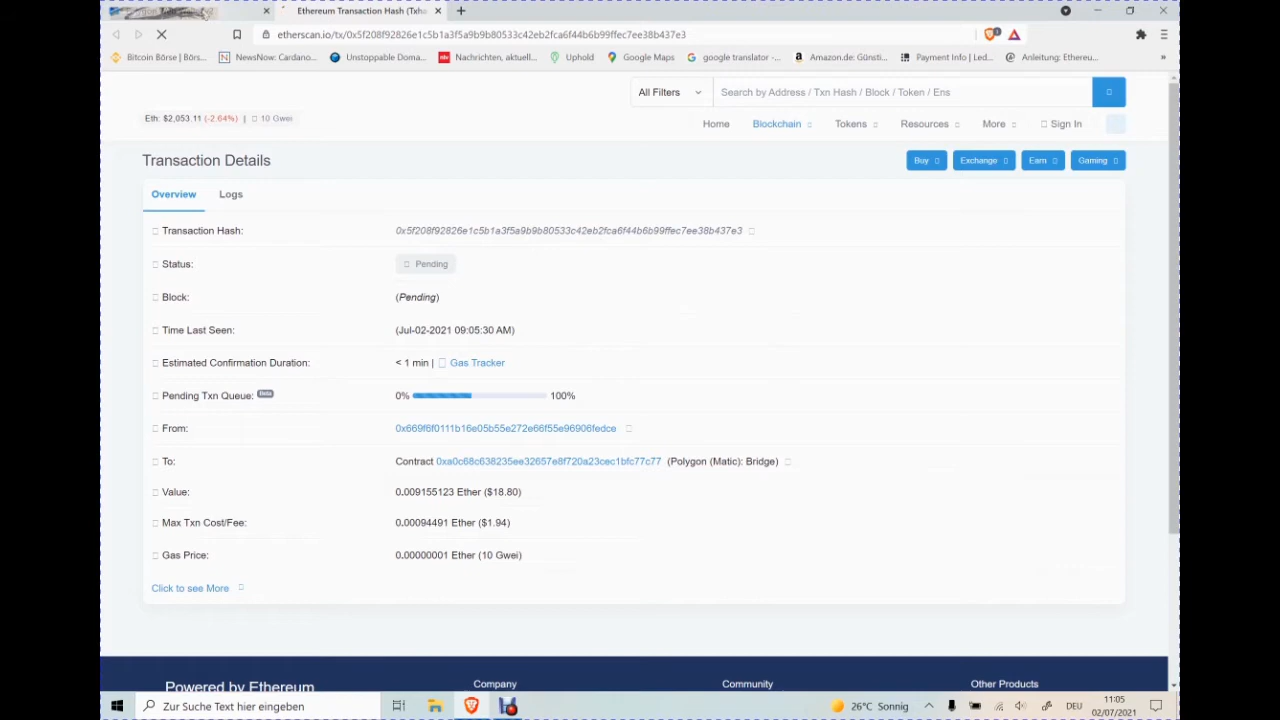 Ethereum Transaction Hash (Txha
etherscan.io/tx/0x5f208f92826e1c5b1a3f5a9b9b80533c42eb2fca6f44b6b99ffec7ee38b437e3
Bitcoin Börse | Börs... NewsNow: Cardano... Unstoppable Doma... Nachrichten, aktuell... Uphold Google Maps google translator -... Amazon.de: Günsti... Payment Info | Led... Anleitung: Ethereu... »
All Filters Search by Address / Txn Hash / Block / Token / Ens
Eth: $2,053.11 (-2.64%) | 10 Gwei
Home Blockchain Tokens Resources More Sign In
Transaction Details
Buy Exchange Earn Gaming
Overview Logs
Transaction Hash: 0x5f208f92826e1c5b1a3f5a9b9b80533c42eb2fca6f44b6b99ffec7ee38b437e3
Status: Pending
Block: (Pending)
Time Last Seen: (Jul-02-2021 09:05:30 AM)
Estimated Confirmation Duration: < 1 min | Gas Tracker
Pending Txn Queue: Beta 0% 100%
From: 0x669f6f0111b16e05b55e272e66f55e96906fedce
To: Contract 0xa0c68c638235ee32657e8f720a23cec1bfc77c77 (Polygon (Matic): Bridge)
Value: 0.009155123 Ether ($18.80)
Max Txn Cost/Fee: 0.00094491 Ether ($1.94)
Gas Price: 0.00000001 Ether (10 Gwei)
Click to see More
Powered by Ethereum Company Community Other Products
Zur Suche Text hier eingeben
26°C Sonnig
DEU
11:05
02/07/2021